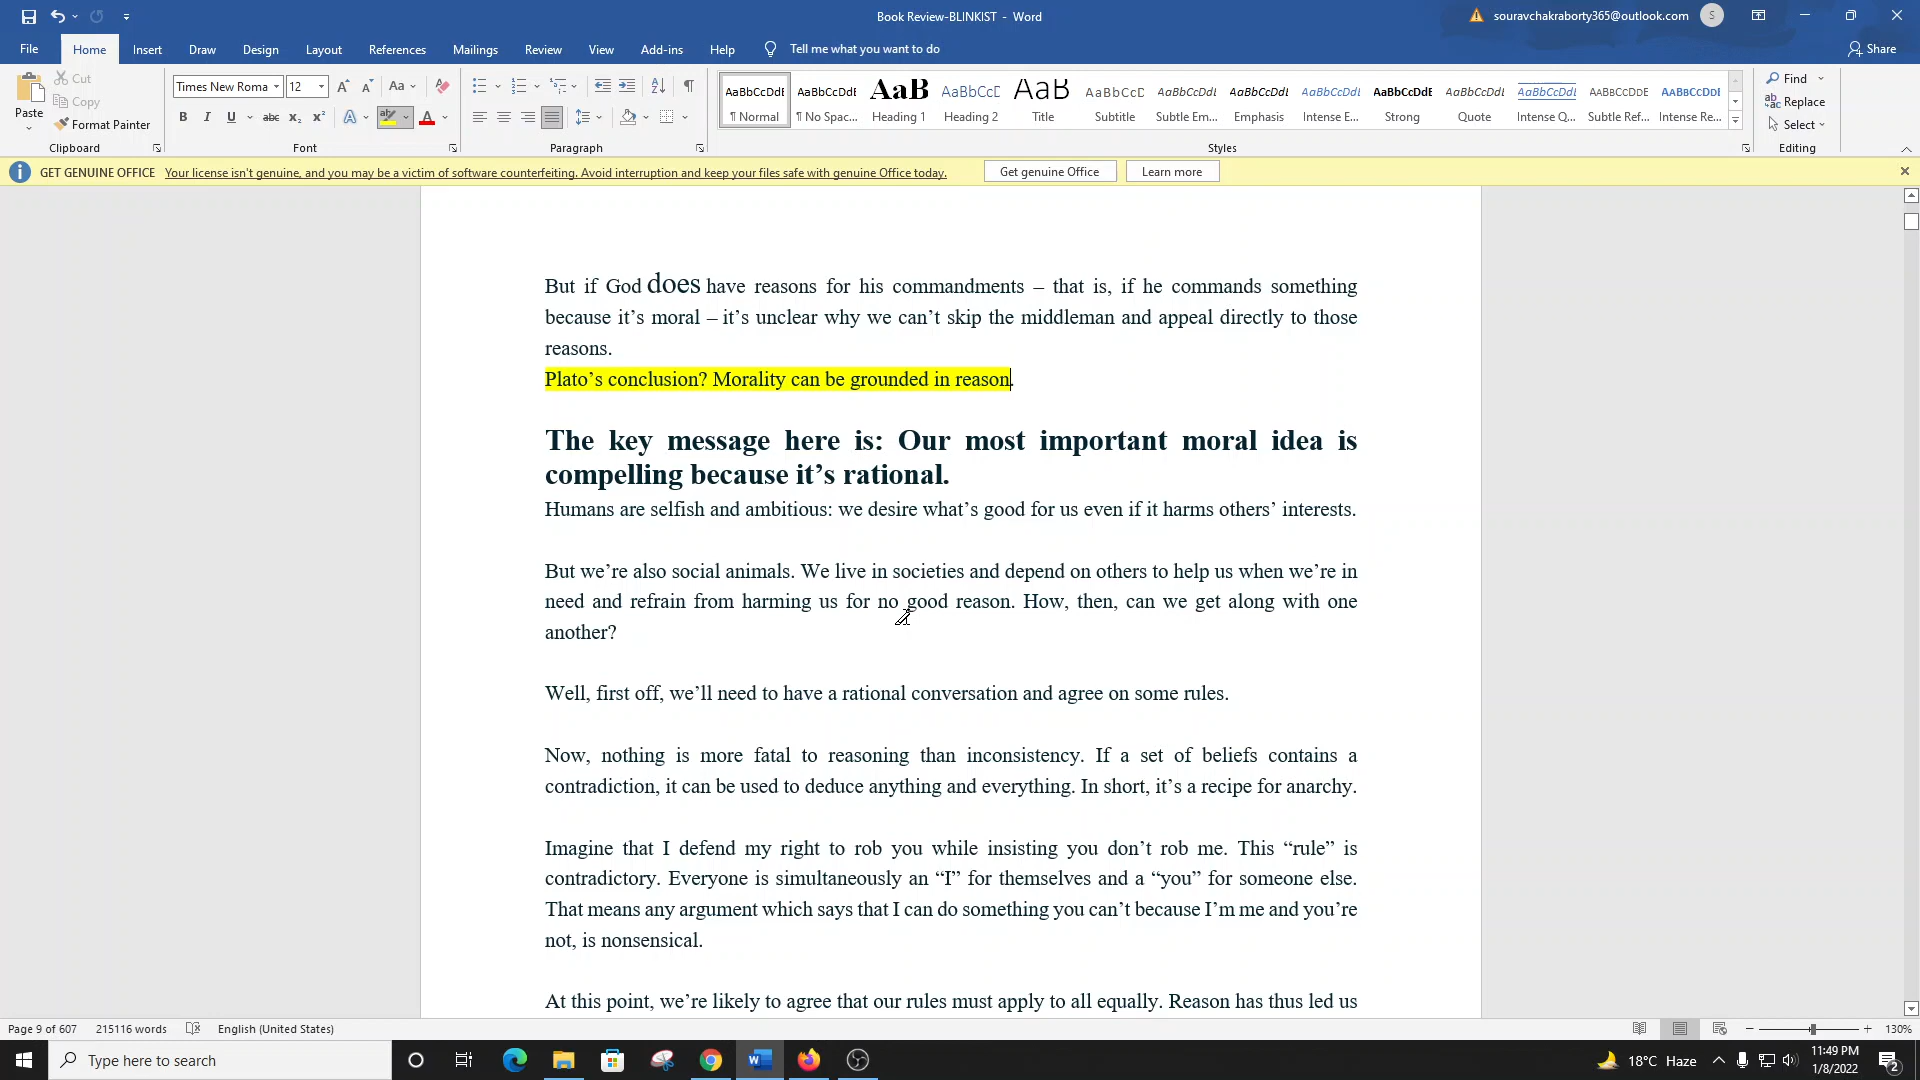 Book Review-BLINKIST - Word
souravchakraborty365@outlook.com
S
File Home Insert Draw Design Layout References Mailings Review View Add-ins Help Tell me what you want to do
Share
Paste
Cut
Copy
Format Painter
Clipboard
Times New Roma 12
Font
Paragraph
AaBbCcDdE ¶ Normal
AaBbCcDdE ¶ No Spac...
AaB Heading 1
AaBbCcD Heading 2
AaB Title
AaBbCcD Subtitle
AaBbCcDdE Subtle Em...
AaBbCcDdE Emphasis
AaBbCcDdE Intense E...
AaBbCcDdE Strong
AaBbCcDdE Quote
AaBbCcDdE Intense Q...
AABBCCDDE Subtle Ref...
AABBCCDDE Intense Re...
Styles
Find
Replace
Select
Editing
GET GENUINE OFFICE Your license isn't genuine, and you may be a victim of software counterfeiting. Avoid interruption and keep your files safe with genuine Office today. Get genuine Office Learn more
But if God does have reasons for his commandments – that is, if he commands something
because it’s moral – it’s unclear why we can’t skip the middleman and appeal directly to those
reasons.
Plato’s conclusion? Morality can be grounded in reason.
The key message here is: Our most important moral idea is
compelling because it’s rational.
Humans are selfish and ambitious: we desire what’s good for us even if it harms others’ interests.
But we’re also social animals. We live in societies and depend on others to help us when we’re in
need and refrain from harming us for no good reason. How, then, can we get along with one
another?
Well, first off, we’ll need to have a rational conversation and agree on some rules.
Now, nothing is more fatal to reasoning than inconsistency. If a set of beliefs contains a
contradiction, it can be used to deduce anything and everything. In short, it’s a recipe for anarchy.
Imagine that I defend my right to rob you while insisting you don’t rob me. This “rule” is
contradictory. Everyone is simultaneously an “I” for themselves and a “you” for someone else.
That means any argument which says that I can do something you can’t because I’m me and you’re
not, is nonsensical.
At this point, we’re likely to agree that our rules must apply to all equally. Reason has thus led us
Page 9 of 607 215116 words English (United States) 130%
Type here to search
18°C Haze
11:49 PM
1/8/2022
2